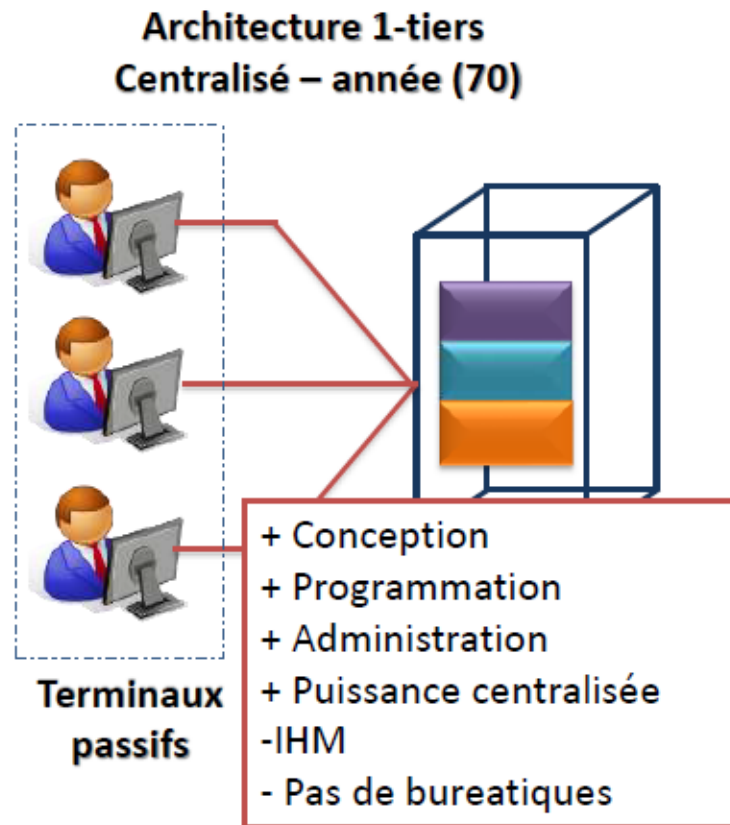 Architecture 1-tiers
Centralisé – année (70)
+ Conception
+ Programmation
+ Administration
+ Puissance centralisée
-IHM
- Pas de bureatiques
Terminaux
passifs